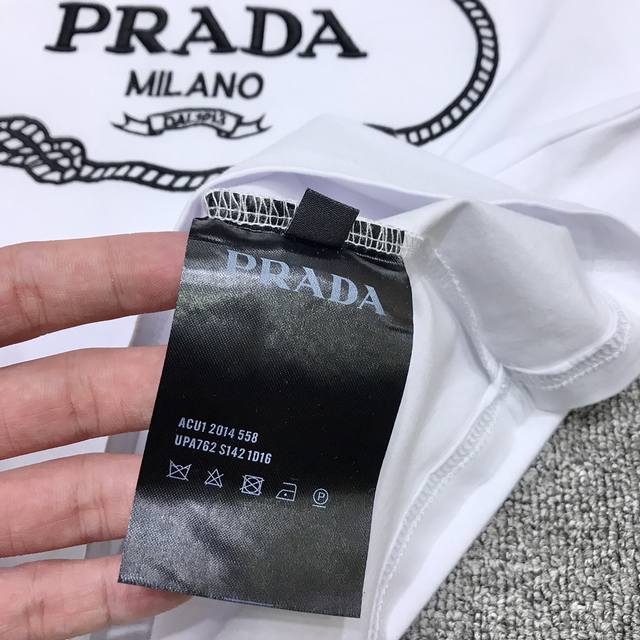 PRADA
MILANO
DAL 1913
PRADA
ACU1 2014 558
UPA762 S142 1D16
P